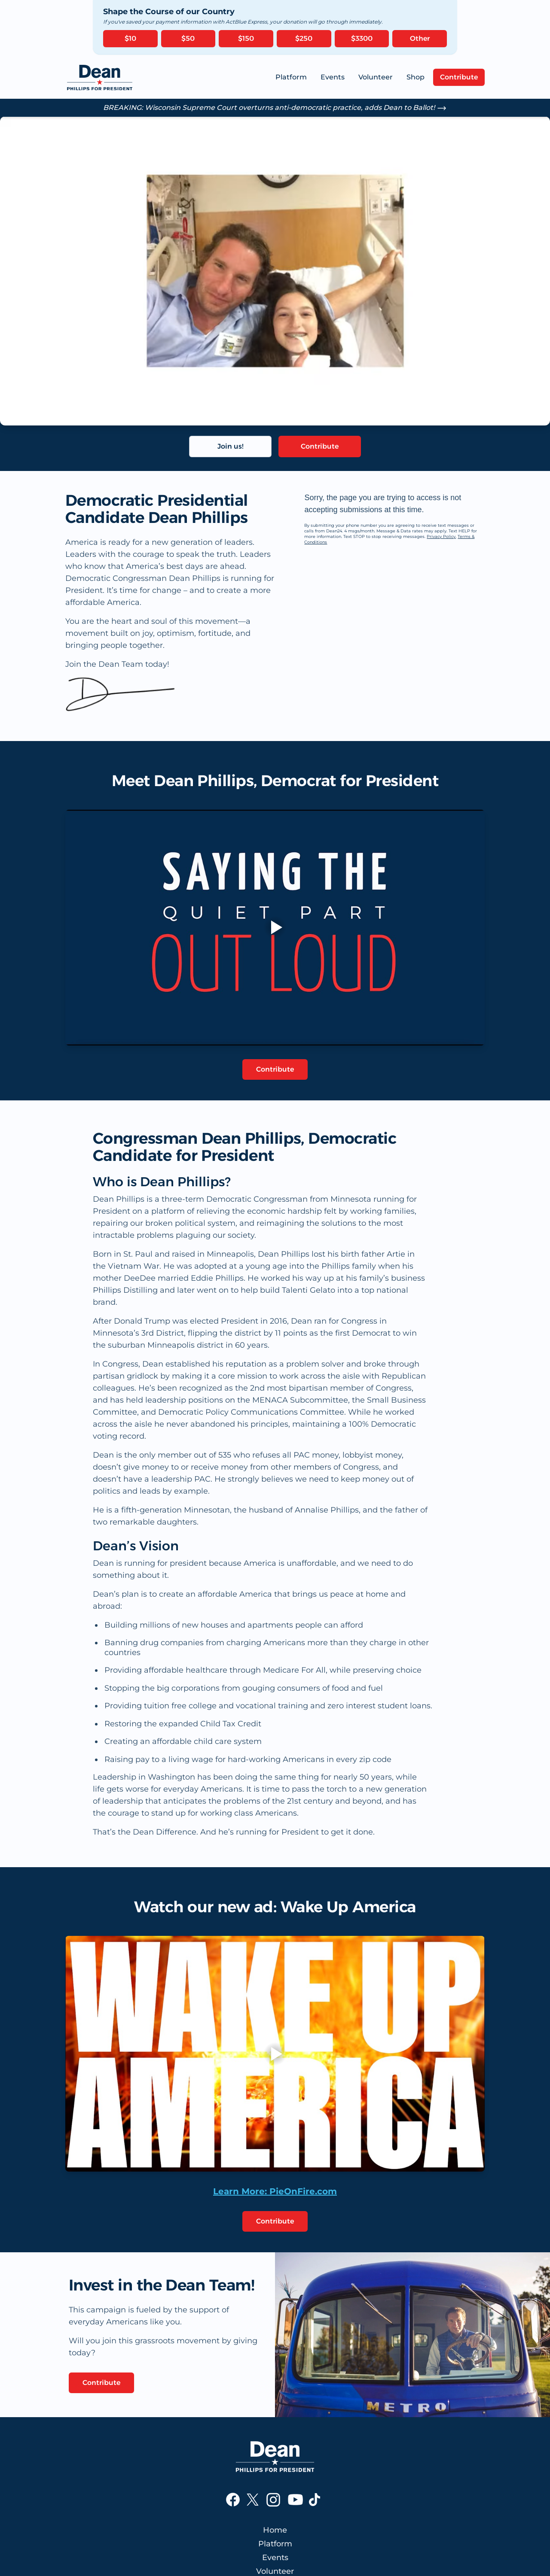 Shape the Course of our Country
If you've saved your payment information with ActBlue Express, your donation will go through immediately.
$10
$50
$150
$250
$3300
Other
Dean
PHILLIPS FOR PRESIDENT
Platform
Events
Volunteer
Shop
Contribute
BREAKING: Wisconsin Supreme Court overturns anti-democratic practice, adds Dean to Ballot! ⟶
Join us!
Contribute
Democratic Presidential
Candidate Dean Phillips
America is ready for a new generation of leaders.
Leaders with the courage to speak the truth. Leaders
who know that America's best days are ahead.
Democratic Congressman Dean Phillips is running for
President. It's time for change – and to create a more
affordable America.
You are the heart and soul of this movement—a
movement built on joy, optimism, fortitude, and
bringing people together.
Join the Dean Team today!
Sorry, the page you are trying to access is not
accepting submissions at this time.
By submitting your phone number you are agreeing to receive text messages or
calls from Dean24. 4 msgs/month. Message & Data rates may apply. Text HELP for
more information. Text STOP to stop receiving messages. Privacy Policy. Terms &
Conditions.
Meet Dean Phillips, Democrat for President
SAYING THE
QUIET PART
OUT LOUD
Contribute
Congressman Dean Phillips, Democratic
Candidate for President
Who is Dean Phillips?
Dean Phillips is a three-term Democratic Congressman from Minnesota running for
President on a platform of relieving the economic hardship felt by working families,
repairing our broken political system, and reimagining the solutions to the most
intractable problems plaguing our society.
Born in St. Paul and raised in Minneapolis, Dean Phillips lost his birth father Artie in
the Vietnam War. He was adopted at a young age into the Phillips family when his
mother DeeDee married Eddie Phillips. He worked his way up at his family's business
Phillips Distilling and later went on to help build Talenti Gelato into a top national
brand.
After Donald Trump was elected President in 2016, Dean ran for Congress in
Minnesota's 3rd District, flipping the district by 11 points as the first Democrat to win
the suburban Minneapolis district in 60 years.
In Congress, Dean established his reputation as a problem solver and broke through
partisan gridlock by making it a core mission to work across the aisle with Republican
colleagues. He's been recognized as the 2nd most bipartisan member of Congress,
and has held leadership positions on the MENACA Subcommittee, the Small Business
Committee, and Democratic Policy Communications Committee. While he worked
across the aisle he never abandoned his principles, maintaining a 100% Democratic
voting record.
Dean is the only member out of 535 who refuses all PAC money, lobbyist money,
doesn't give money to or receive money from other members of Congress, and
doesn't have a leadership PAC. He strongly believes we need to keep money out of
politics and leads by example.
He is a fifth-generation Minnesotan, the husband of Annalise Phillips, and the father of
two remarkable daughters.
Dean's Vision
Dean is running for president because America is unaffordable, and we need to do
something about it.
Dean's plan is to create an affordable America that brings us peace at home and
abroad:
• Building millions of new houses and apartments people can afford
• Banning drug companies from charging Americans more than they charge in other
countries
• Providing affordable healthcare through Medicare For All, while preserving choice
• Stopping the big corporations from gouging consumers of food and fuel
• Providing tuition free college and vocational training and zero interest student loans.
• Restoring the expanded Child Tax Credit
• Creating an affordable child care system
• Raising pay to a living wage for hard-working Americans in every zip code
Leadership in Washington has been doing the same thing for nearly 50 years, while
life gets worse for everyday Americans. It is time to pass the torch to a new generation
of leadership that anticipates the problems of the 21st century and beyond, and has
the courage to stand up for working class Americans.
That's the Dean Difference. And he's running for President to get it done.
Watch our new ad: Wake Up America
WAKE UP
AMERICA
Learn More: PieOnFire.com
Contribute
Invest in the Dean Team!
This campaign is fueled by the support of
everyday Americans like you.
Will you join this grassroots movement by giving
today?
Contribute
METRO
Dean
PHILLIPS FOR PRESIDENT
Home
Platform
Events
Volunteer